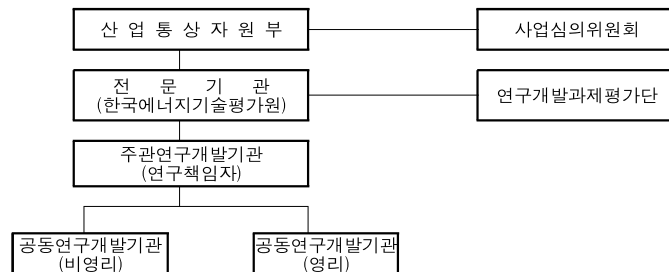 산 업 통 상 자 원 부
사업심의위원회
전 문 기 관
(한국에너지기술평가원)
연구개발과제평가단
주관연구개발기관
(연구책임자)
공동연구개발기관
(비영리)
공동연구개발기관
(영리)